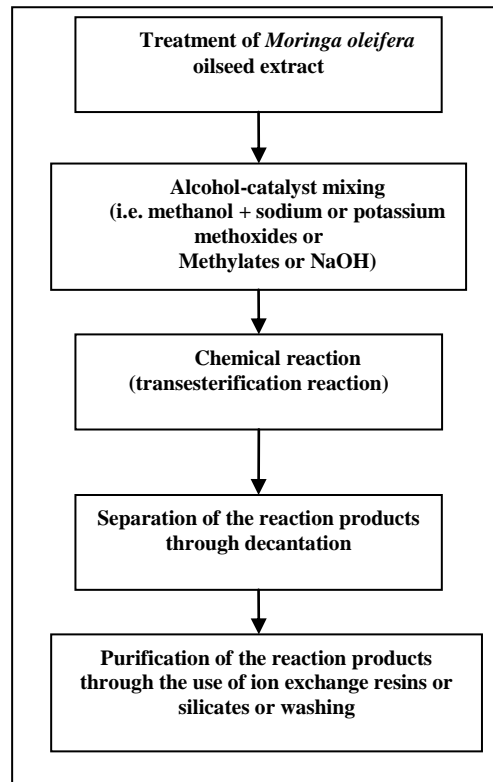 Treatment of Moringa oleifera
oilseed extract
Alcohol-catalyst mixing
(i.e. methanol + sodium or potassium
methoxides or
Methylates or NaOH)
Chemical reaction
(transesterification reaction)
Separation of the reaction products
through decantation
Purification of the reaction products
through the use of ion exchange resins or
silicates or washing